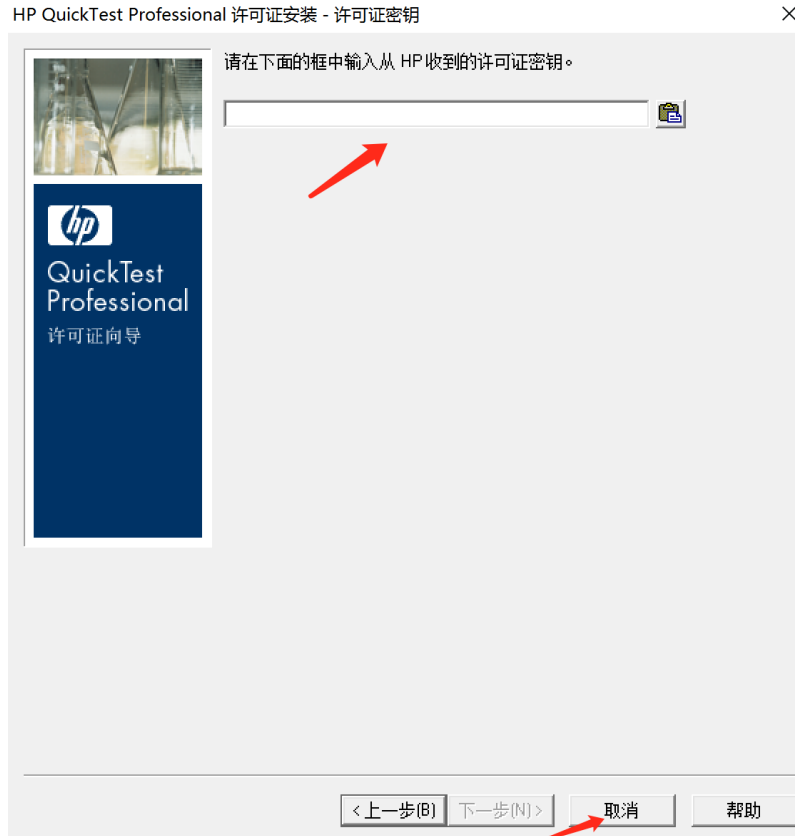 HP QuickTest Professional 许可证安装 - 许可证密钥
请在下面的框中输入从 HP 收到的许可证密钥。
hp
QuickTest
Professional
许可证向导
<上一步(B)
下一步(N)>
取消
帮助